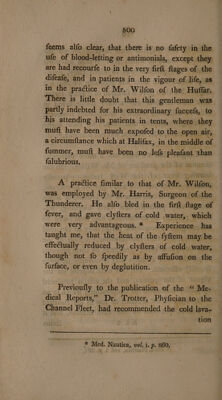 500
seems also clear, that there is no safety in the
use of blood-letting or antimonials, except they
are had recourse to in the very first stages of the
disease, and in patients in the vigour of life, as
in the practice of Mr. Wilson of the Hussar.
There is little doubt that this gentleman was
partly indebted for his extraordinary success, to
his attending his patients in tents, where they
must have been much exposed to the open air,
a circumstance which at Halifax, in the middle of
summer, must have been no less pleasant than
salubrious.
A practice similar to that of Mr. Wilson,
was employed by Mr. Harris, Surgeon of the
Thunderer. He also bled in the first stage of
fever, and gave clysters of cold water, which
were very advantageous. * Experience has
taught me, that the heat of the system may be
effectually reduced by clysters of cold water,
though not so speedily as by affusion on the
surface, or even by deglutition.
Previously to the publication of the “ Me-
dical Reports,” Dr. Trotter, Physician to the
Channel Fleet, had recommended the cold lava-
tion
* Med. Nautica, vol. i. p. 260.